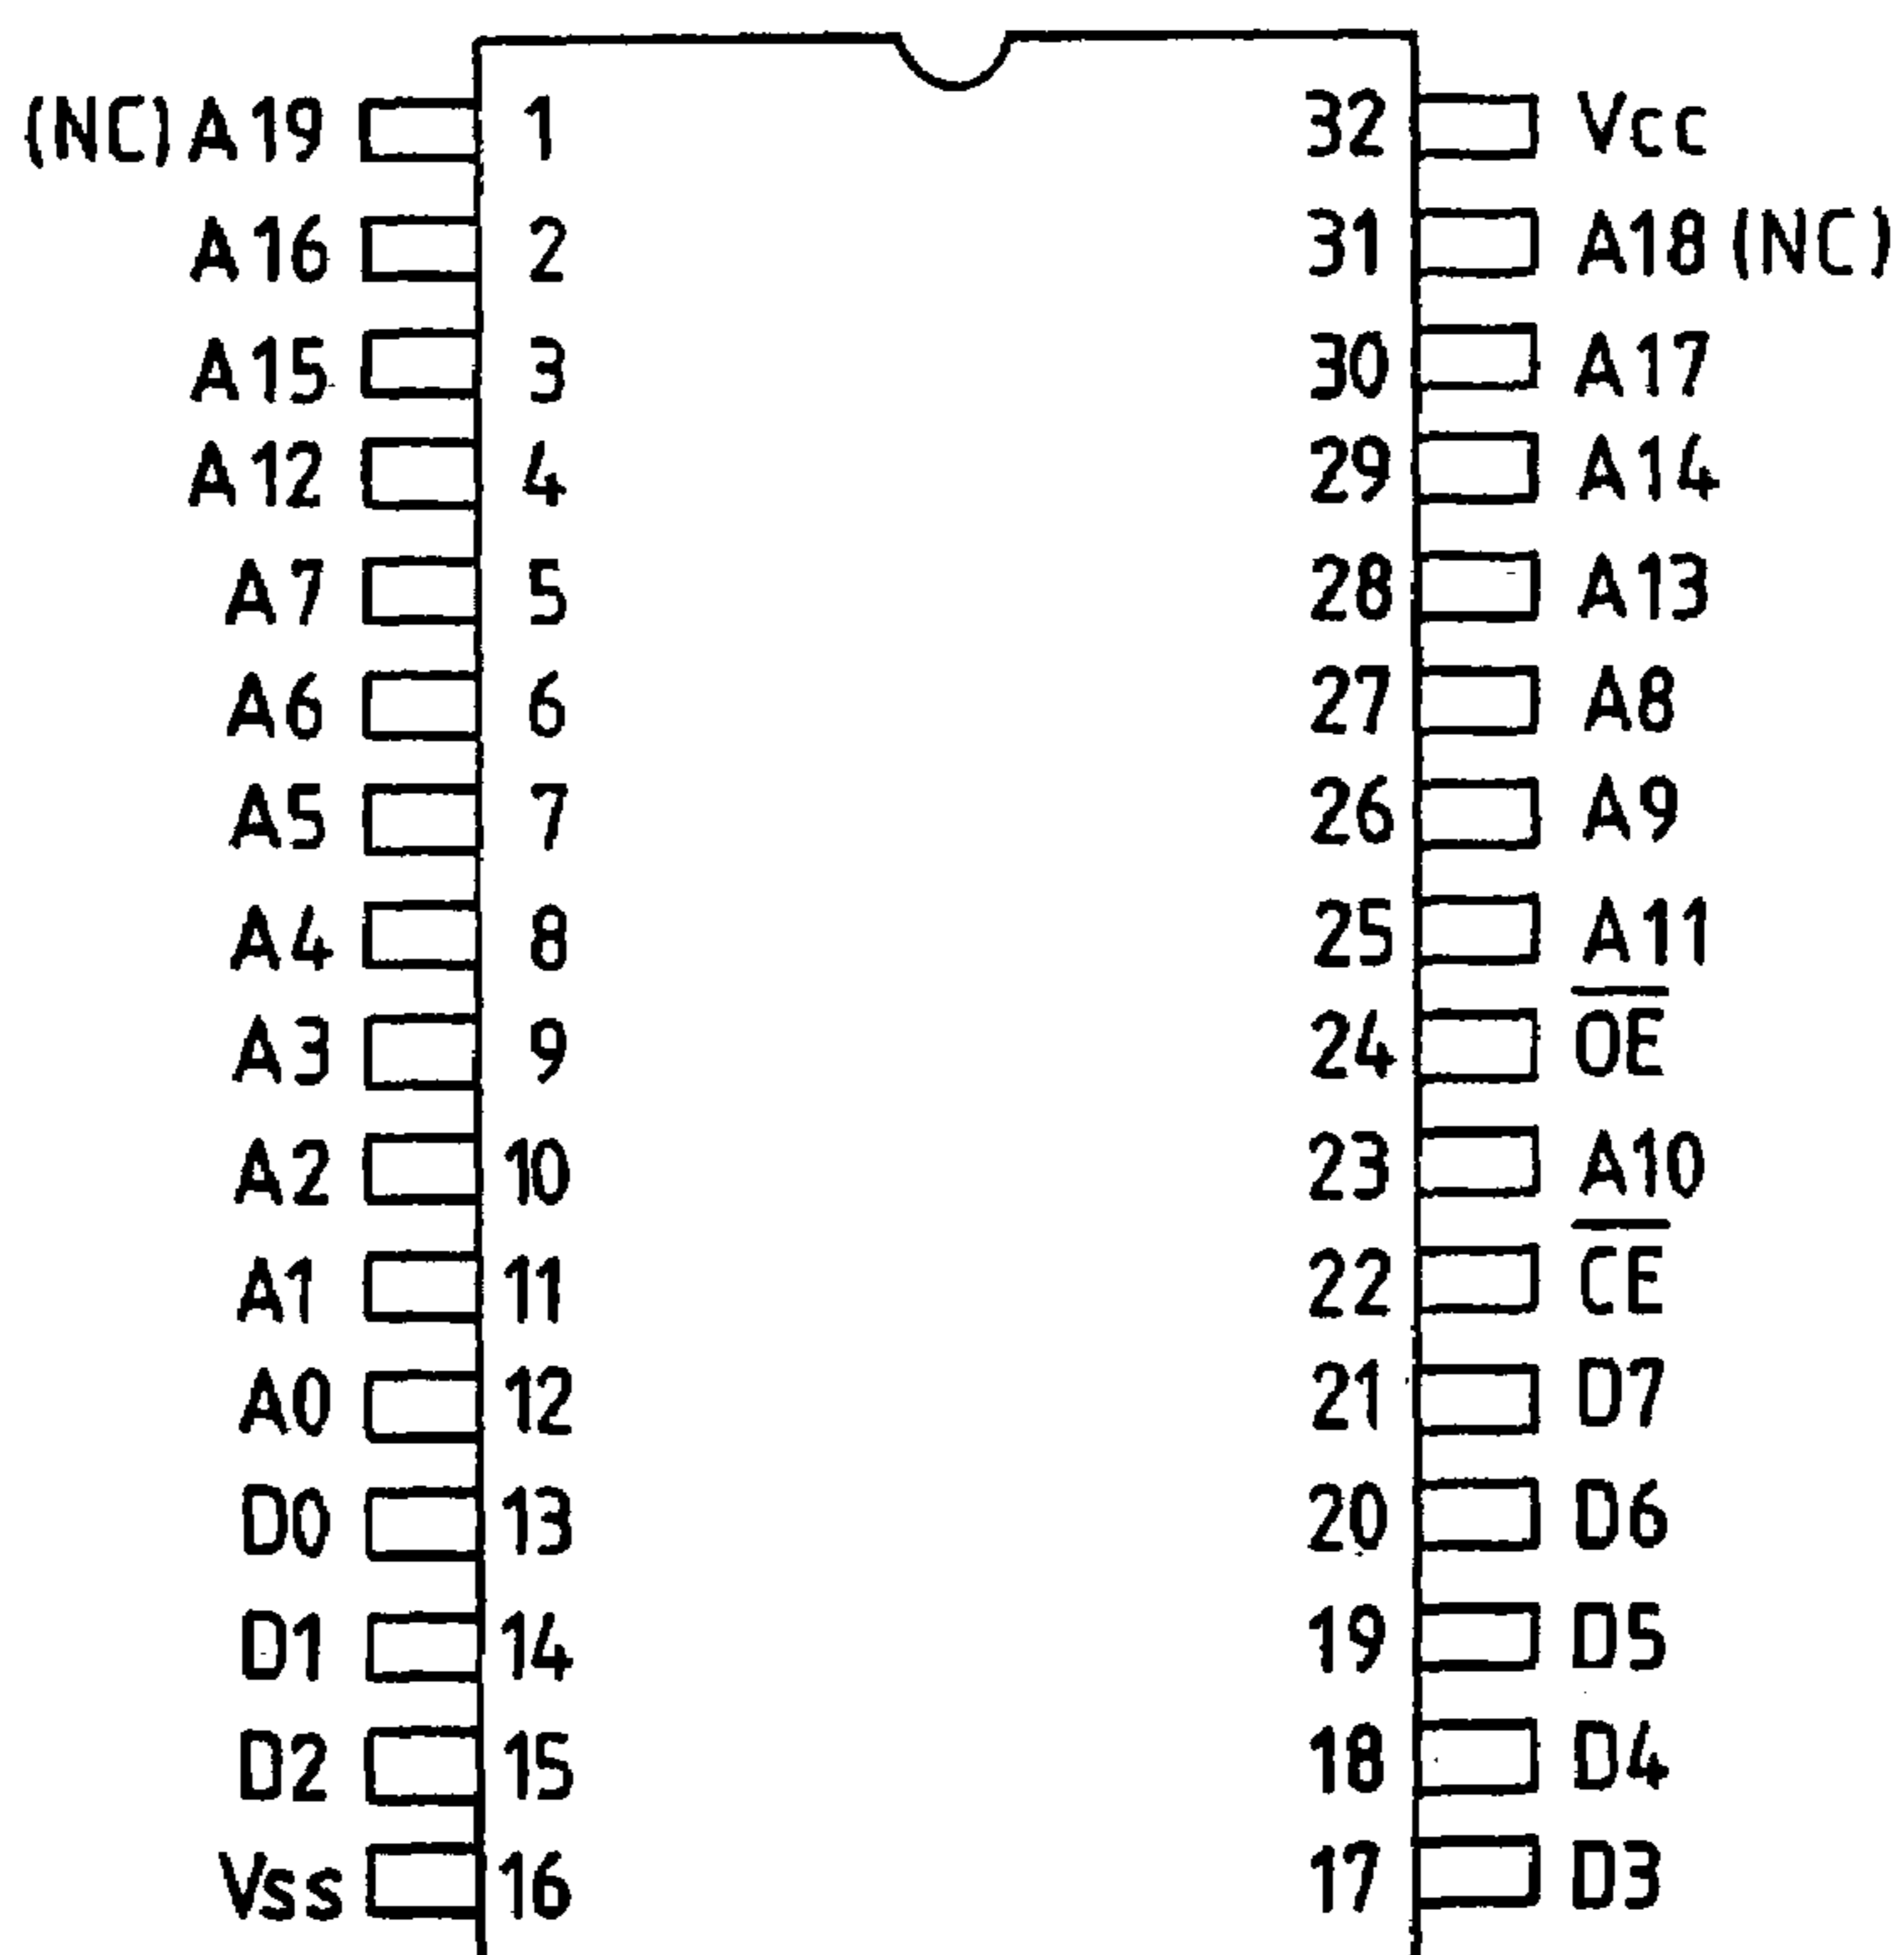 (NC) A19 1 32 Vcc
A16 2 31 A18 (NC)
A15 3 30 A17
A12 4 29 A14
A7 5 28 A13
A6 6 27 A8
A5 7 26 A9
A4 8 25 A11
A3 9 24 O̅E̅
A2 10 23 A10
A1 11 22 C̅E̅
A0 12 21 D7
D0 13 20 D6
D1 14 19 D5
D2 15 18 D4
Vss 16 17 D3